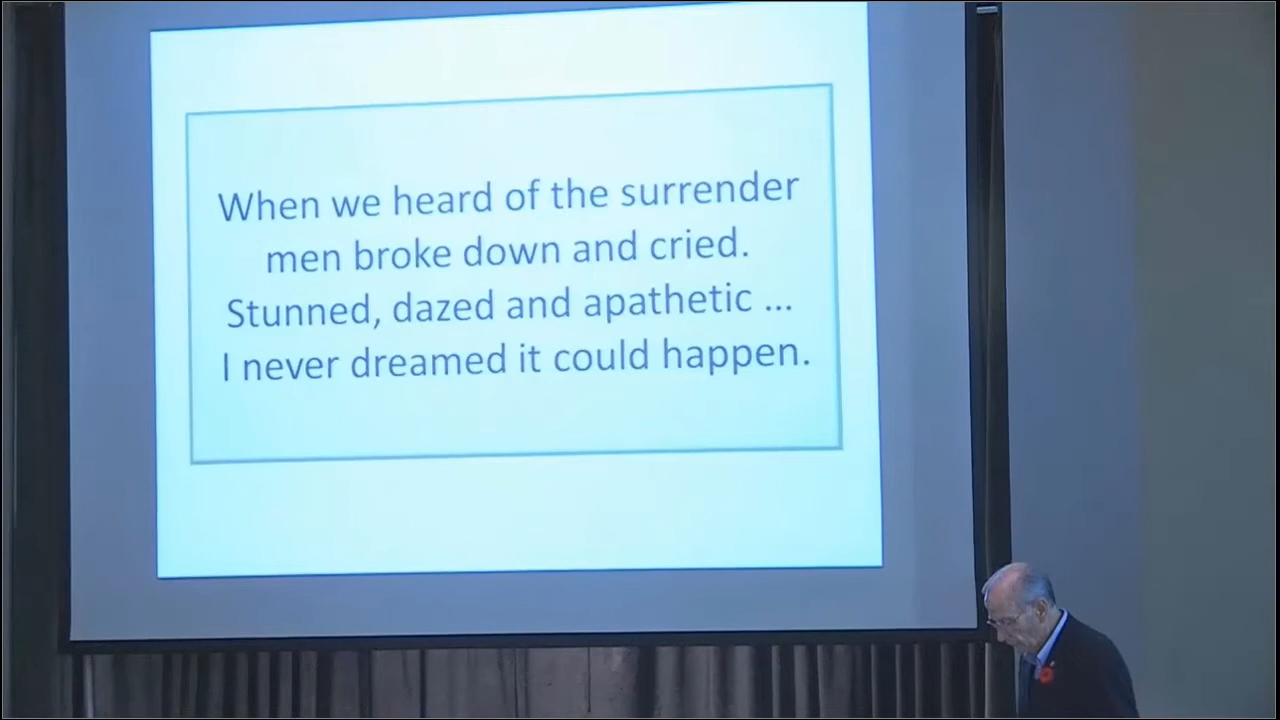 When we heard of the surrender
men broke down and cried.
Stunned, dazed and apathetic ...
I never dreamed it could happen.